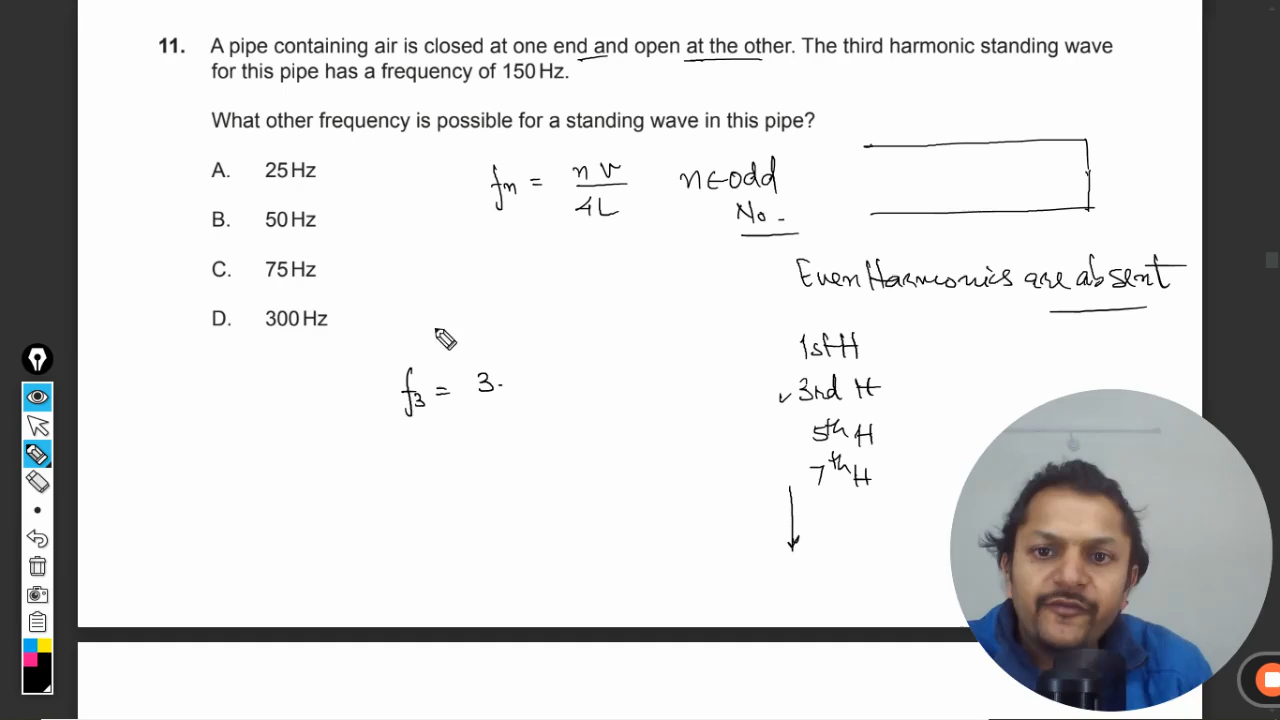 11. A pipe containing air is closed at one end and open at the other. The third harmonic standing wave
for this pipe has a frequency of 150 Hz.
What other frequency is possible for a standing wave in this pipe?
A. 25 Hz
B. 50 Hz
C. 75 Hz
D. 300 Hz
fn = nV/4L n∈odd
No.
Even Harmonics are absent
1st H
3rd H
5th H
7th H
f3 = 3.